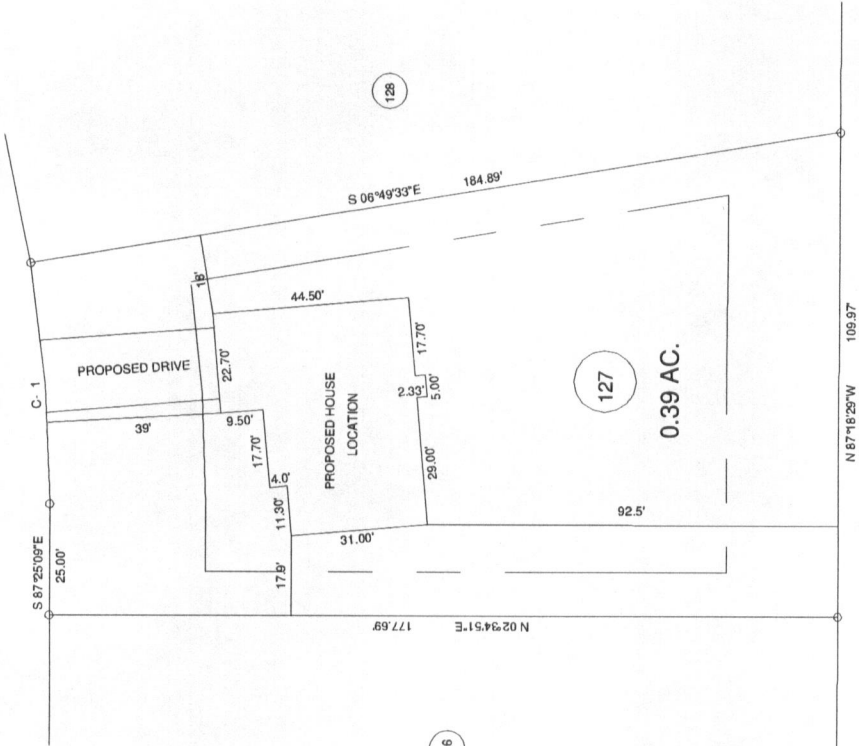 128
S 06°49'33"E 184.89'
18'
C- 1
44.50'
PROPOSED DRIVE
22.70'
39'
9.50'
17.70'
17.70'
2.33'
5.00'
PROPOSED HOUSE
LOCATION
4.0'
11.30'
29.00'
127
0.39 AC.
S 87°25'09"E
25.00'
31.00'
17.9'
92.5'
N 02°34'51"E 177.69'
N 87°18'29"W 109.97'